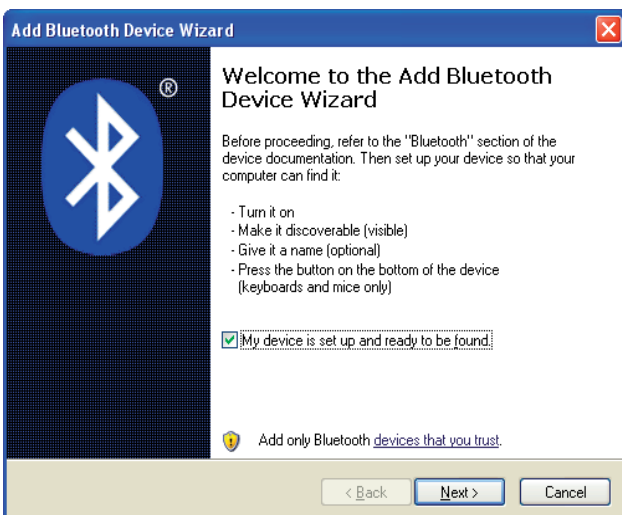 Add Bluetooth Device Wizard
®
Welcome to the Add Bluetooth
Device Wizard
Before proceeding, refer to the "Bluetooth" section of the
device documentation. Then set up your device so that your
computer can find it:
- Turn it on
- Make it discoverable (visible)
- Give it a name (optional)
- Press the button on the bottom of the device
(keyboards and mice only)
My device is set up and ready to be found.
Add only Bluetooth devices that you trust.
< Back Next > Cancel